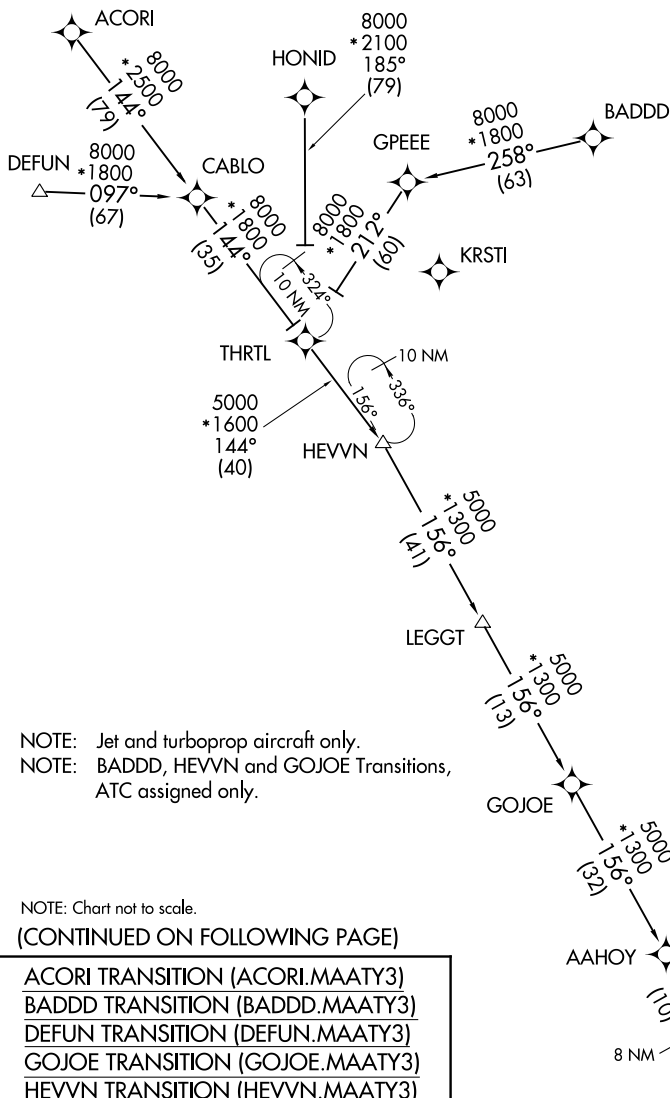 ACORI
8000
*2500
144°
(79)
HONID
8000
*2100
185°
(79)
BADDD
8000
*1800
258°
(63)
GPEEE
DEFUN
8000
*1800
097°
(67)
CABLO
8000
*1800
144°
(35)
8000
*1800
212°
(60)
KRSTI
10 NM
324°
THRTL
5000
*1600
144°
(40)
10 NM
156°
336°
HEVVN
5000
*1300
156°
(41)
LEGGT
5000
*1300
156°
(13)
NOTE: Jet and turboprop aircraft only.
NOTE: BADDD, HEVVN and GOJOE Transitions,
ATC assigned only.
GOJOE
5000
*1300
156°
(32)
NOTE: Chart not to scale.
(CONTINUED ON FOLLOWING PAGE)
AAHOY
(10)
8 NM
ACORI TRANSITION (ACORI.MAATY3)
BADDD TRANSITION (BADDD.MAATY3)
DEFUN TRANSITION (DEFUN.MAATY3)
GOJOE TRANSITION (GOJOE.MAATY3)
HEVVN TRANSITION (HEVVN.MAATY3)